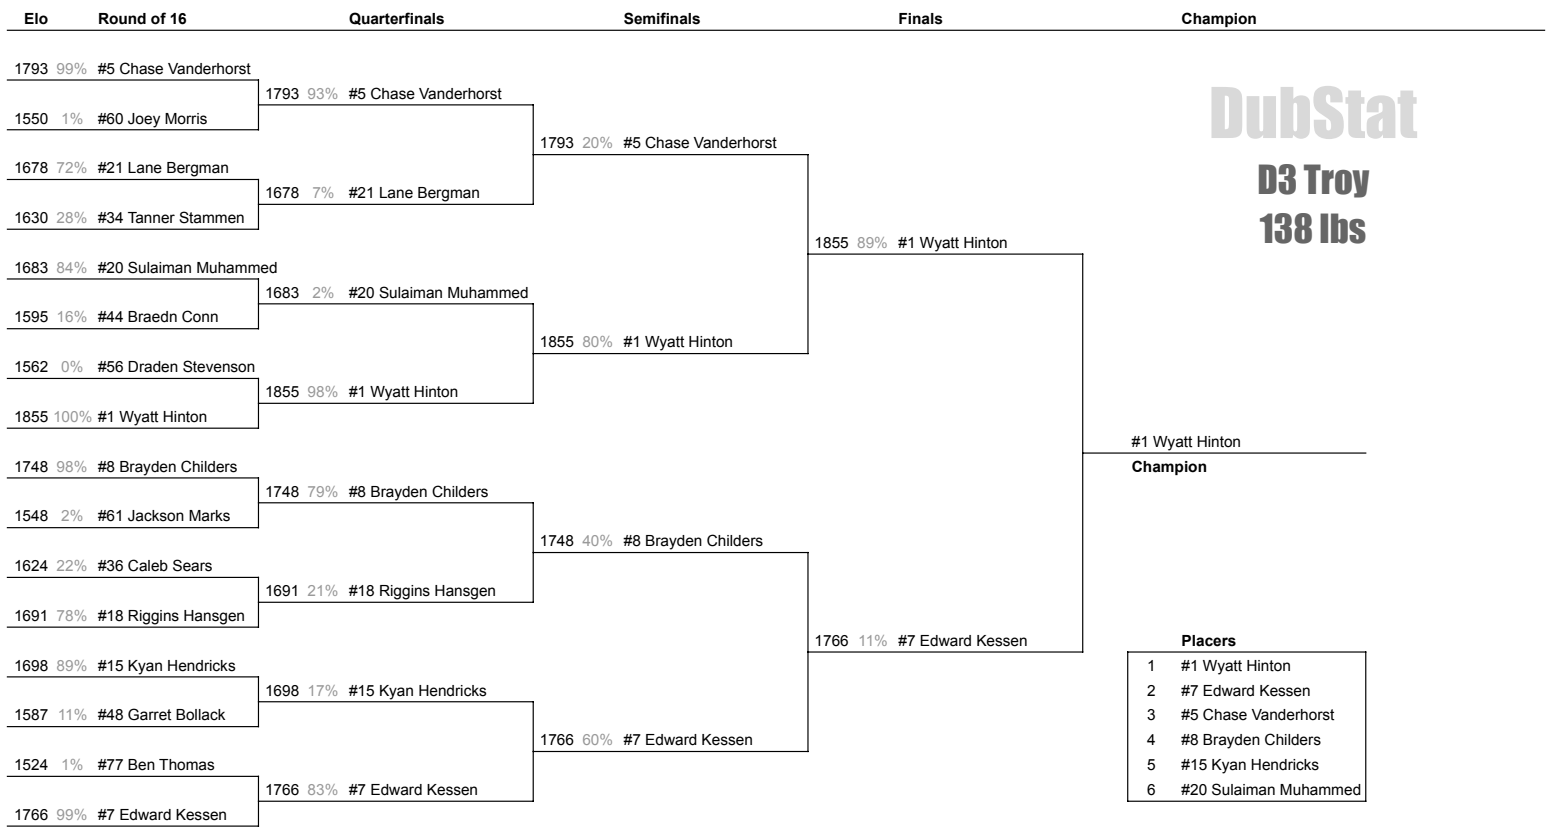 Elo Round of 16 Quarterfinals Semifinals Finals Champion
1793 99% #5 Chase Vanderhorst
1793 93% #5 Chase Vanderhorst
1550 1% #60 Joey Morris
DubStat
1793 20% #5 Chase Vanderhorst
1678 72% #21 Lane Bergman
D3 Troy
1678 7% #21 Lane Bergman
1630 28% #34 Tanner Stammen
138 lbs
1855 89% #1 Wyatt Hinton
1683 84% #20 Sulaiman Muhammed
1683 2% #20 Sulaiman Muhammed
1595 16% #44 Braedn Conn
1855 80% #1 Wyatt Hinton
1562 0% #56 Draden Stevenson
1855 98% #1 Wyatt Hinton
1855 100% #1 Wyatt Hinton
#1 Wyatt Hinton
Champion
1748 98% #8 Brayden Childers
1748 79% #8 Brayden Childers
1548 2% #61 Jackson Marks
1748 40% #8 Brayden Childers
1624 22% #36 Caleb Sears
1691 21% #18 Riggins Hansgen
1691 78% #18 Riggins Hansgen
1766 11% #7 Edward Kessen
1698 89% #15 Kyan Hendricks
1698 17% #15 Kyan Hendricks
1587 11% #48 Garret Bollack
1766 60% #7 Edward Kessen
1524 1% #77 Ben Thomas
1766 83% #7 Edward Kessen
1766 99% #7 Edward Kessen
Placers
1 #1 Wyatt Hinton
2 #7 Edward Kessen
3 #5 Chase Vanderhorst
4 #8 Brayden Childers
5 #15 Kyan Hendricks
6 #20 Sulaiman Muhammed